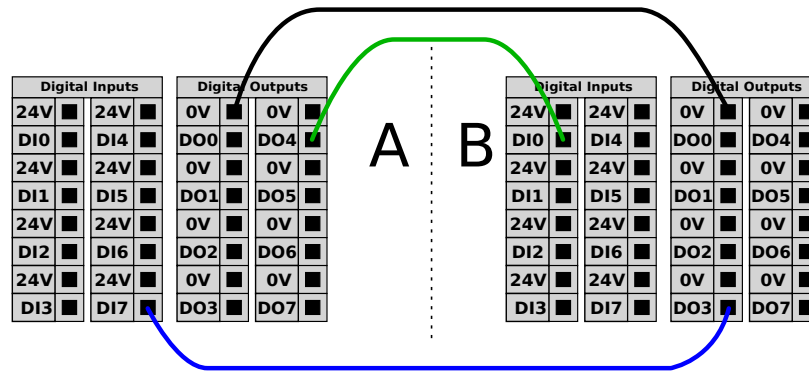 Digital Inputs Digital Outputs Digital Inputs Digital Outputs
24V 24V 0V 0V A B 24V 24V 0V 0V
DI0 DI4 DO0 DO4 DI0 DI4 DO0 DO4
24V 24V 0V 0V 24V 24V 0V 0V
DI1 DI5 DO1 DO5 DI1 DI5 DO1 DO5
24V 24V 0V 0V 24V 24V 0V 0V
DI2 DI6 DO2 DO6 DI2 DI6 DO2 DO6
24V 24V 0V 0V 24V 24V 0V 0V
DI3 DI7 DO3 DO7 DI3 DI7 DO3 DO7